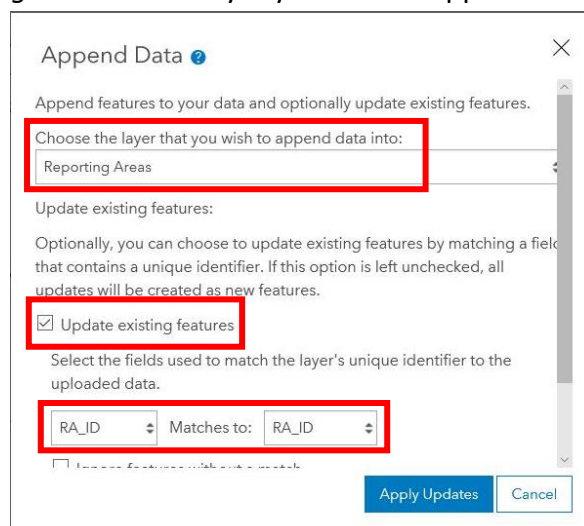 Append Data ?
Append features to your data and optionally update existing features.
Choose the layer that you wish to append data into:
Reporting Areas
Update existing features:
Optionally, you can choose to update existing features by matching a field
that contains a unique identifier. If this option is left unchecked, all
updates will be created as new features.
Update existing features
Select the fields used to match the layer's unique identifier to the
uploaded data.
RA_ID Matches to: RA_ID
Ignore features without a match
Apply Updates Cancel